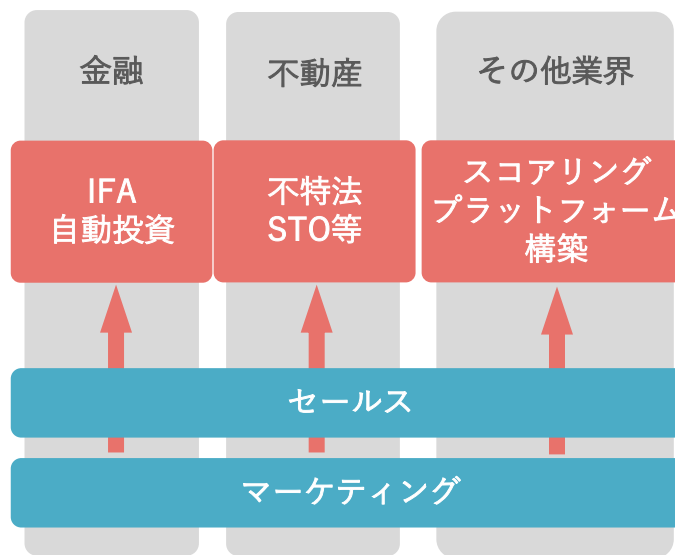 金融
不動産
その他業界
IFA
自動投資
不特法
STO等
スコアリング
プラットフォーム
構築
セールス
マーケティング